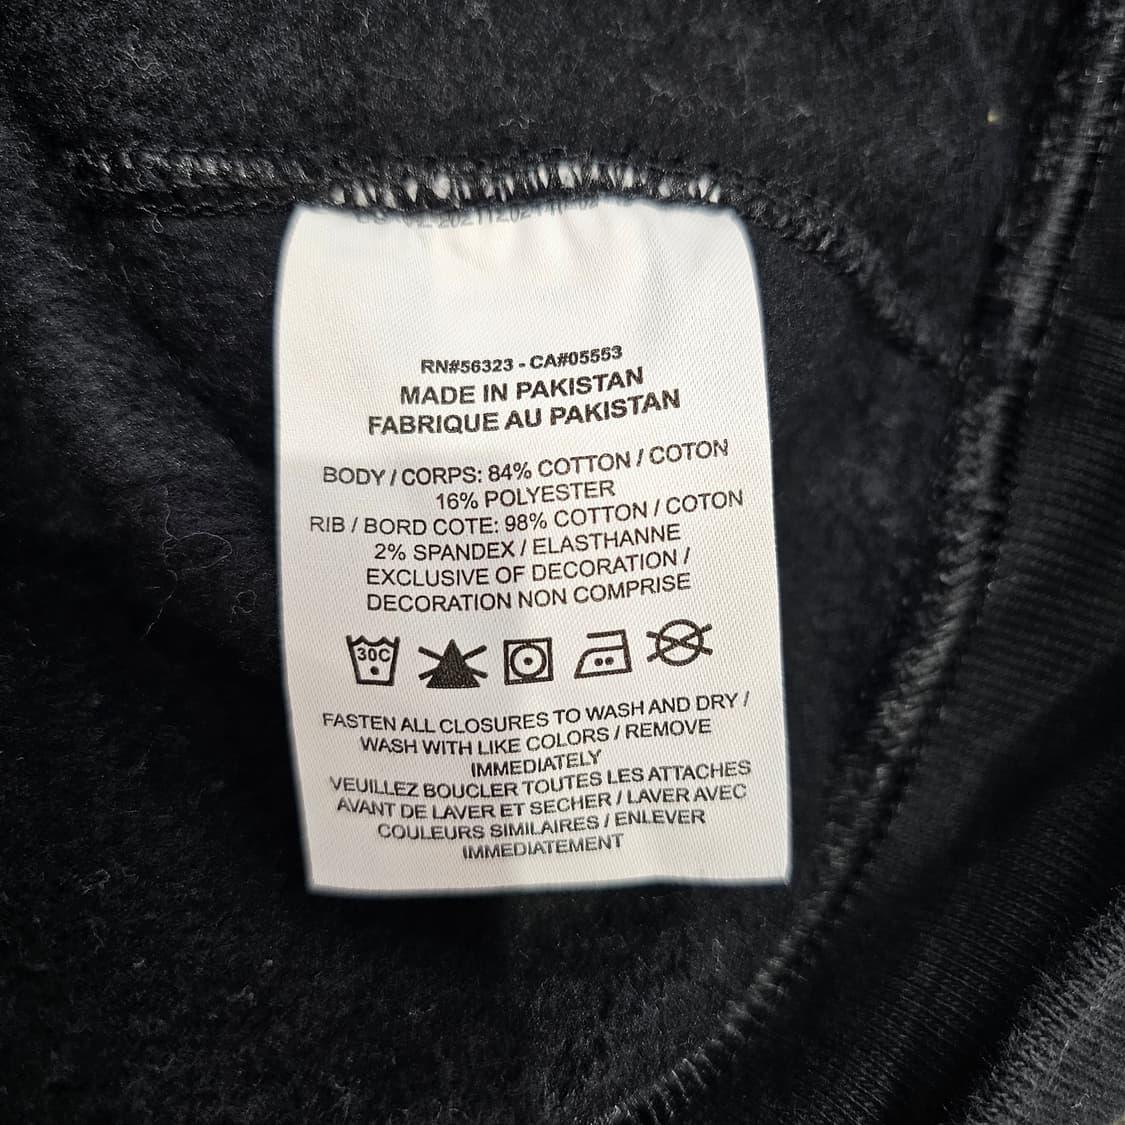 RN#56323 - CA#05553
MADE IN PAKISTAN
FABRIQUE AU PAKISTAN
BODY / CORPS: 84% COTTON / COTON
16% POLYESTER
RIB / BORD COTE: 98% COTTON / COTON
2% SPANDEX / ELASTHANNE
EXCLUSIVE OF DECORATION /
DECORATION NON COMPRISE
30C
FASTEN ALL CLOSURES TO WASH AND DRY /
WASH WITH LIKE COLORS / REMOVE
IMMEDIATELY
VEUILLEZ BOUCLER TOUTES LES ATTACHES
AVANT DE LAVER ET SECHER / LAVER AVEC
COULEURS SIMILAIRES / ENLEVER
IMMEDIATEMENT